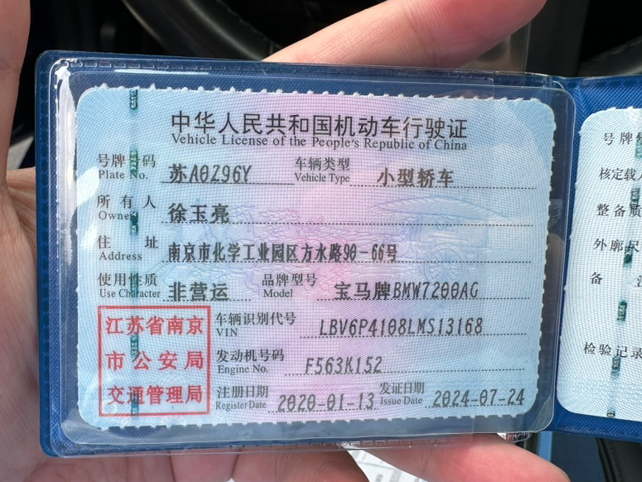 中华人民共和国机动车行驶证
Vehicle License of the People's Republic of China
号牌号码 苏A0Z96Y 车辆类型 小型轿车
Plate No. Vehicle Type
所有人 徐玉亮
Owner
住址 南京市化学工业园区方水路90-66号
Address
使用性质 非营运 品牌型号 宝马牌BMW7200AG
Use Character Model
江苏省南京市公安局交通管理局
车辆识别代号 LBV6P4108LMS13168
VIN
发动机号码 F563K152
Engine No.
注册日期 2020-01-13 发证日期 2024-07-24
Register Date Issue Date
号牌
核定载
整备
外廓尺
备
检验记录